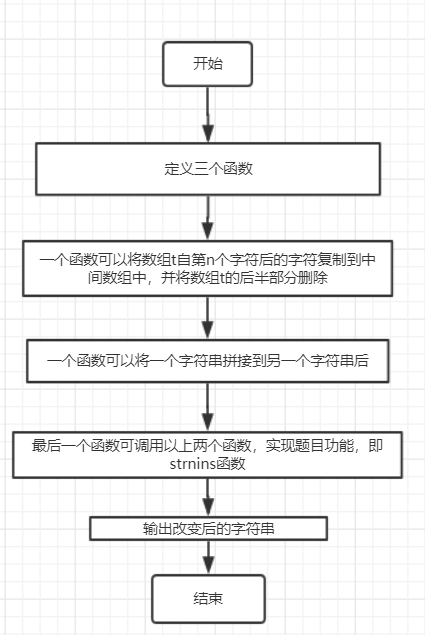 开始
定义三个函数
一个函数可以将数组t自第n个字符后的字符复制到中
间数组中，并将数组t的后半部分删除
一个函数可以将一个字符串拼接到另一个字符串后
最后一个函数可调用以上两个函数，实现题目功能，即
strnins函数
输出改变后的字符串
结束